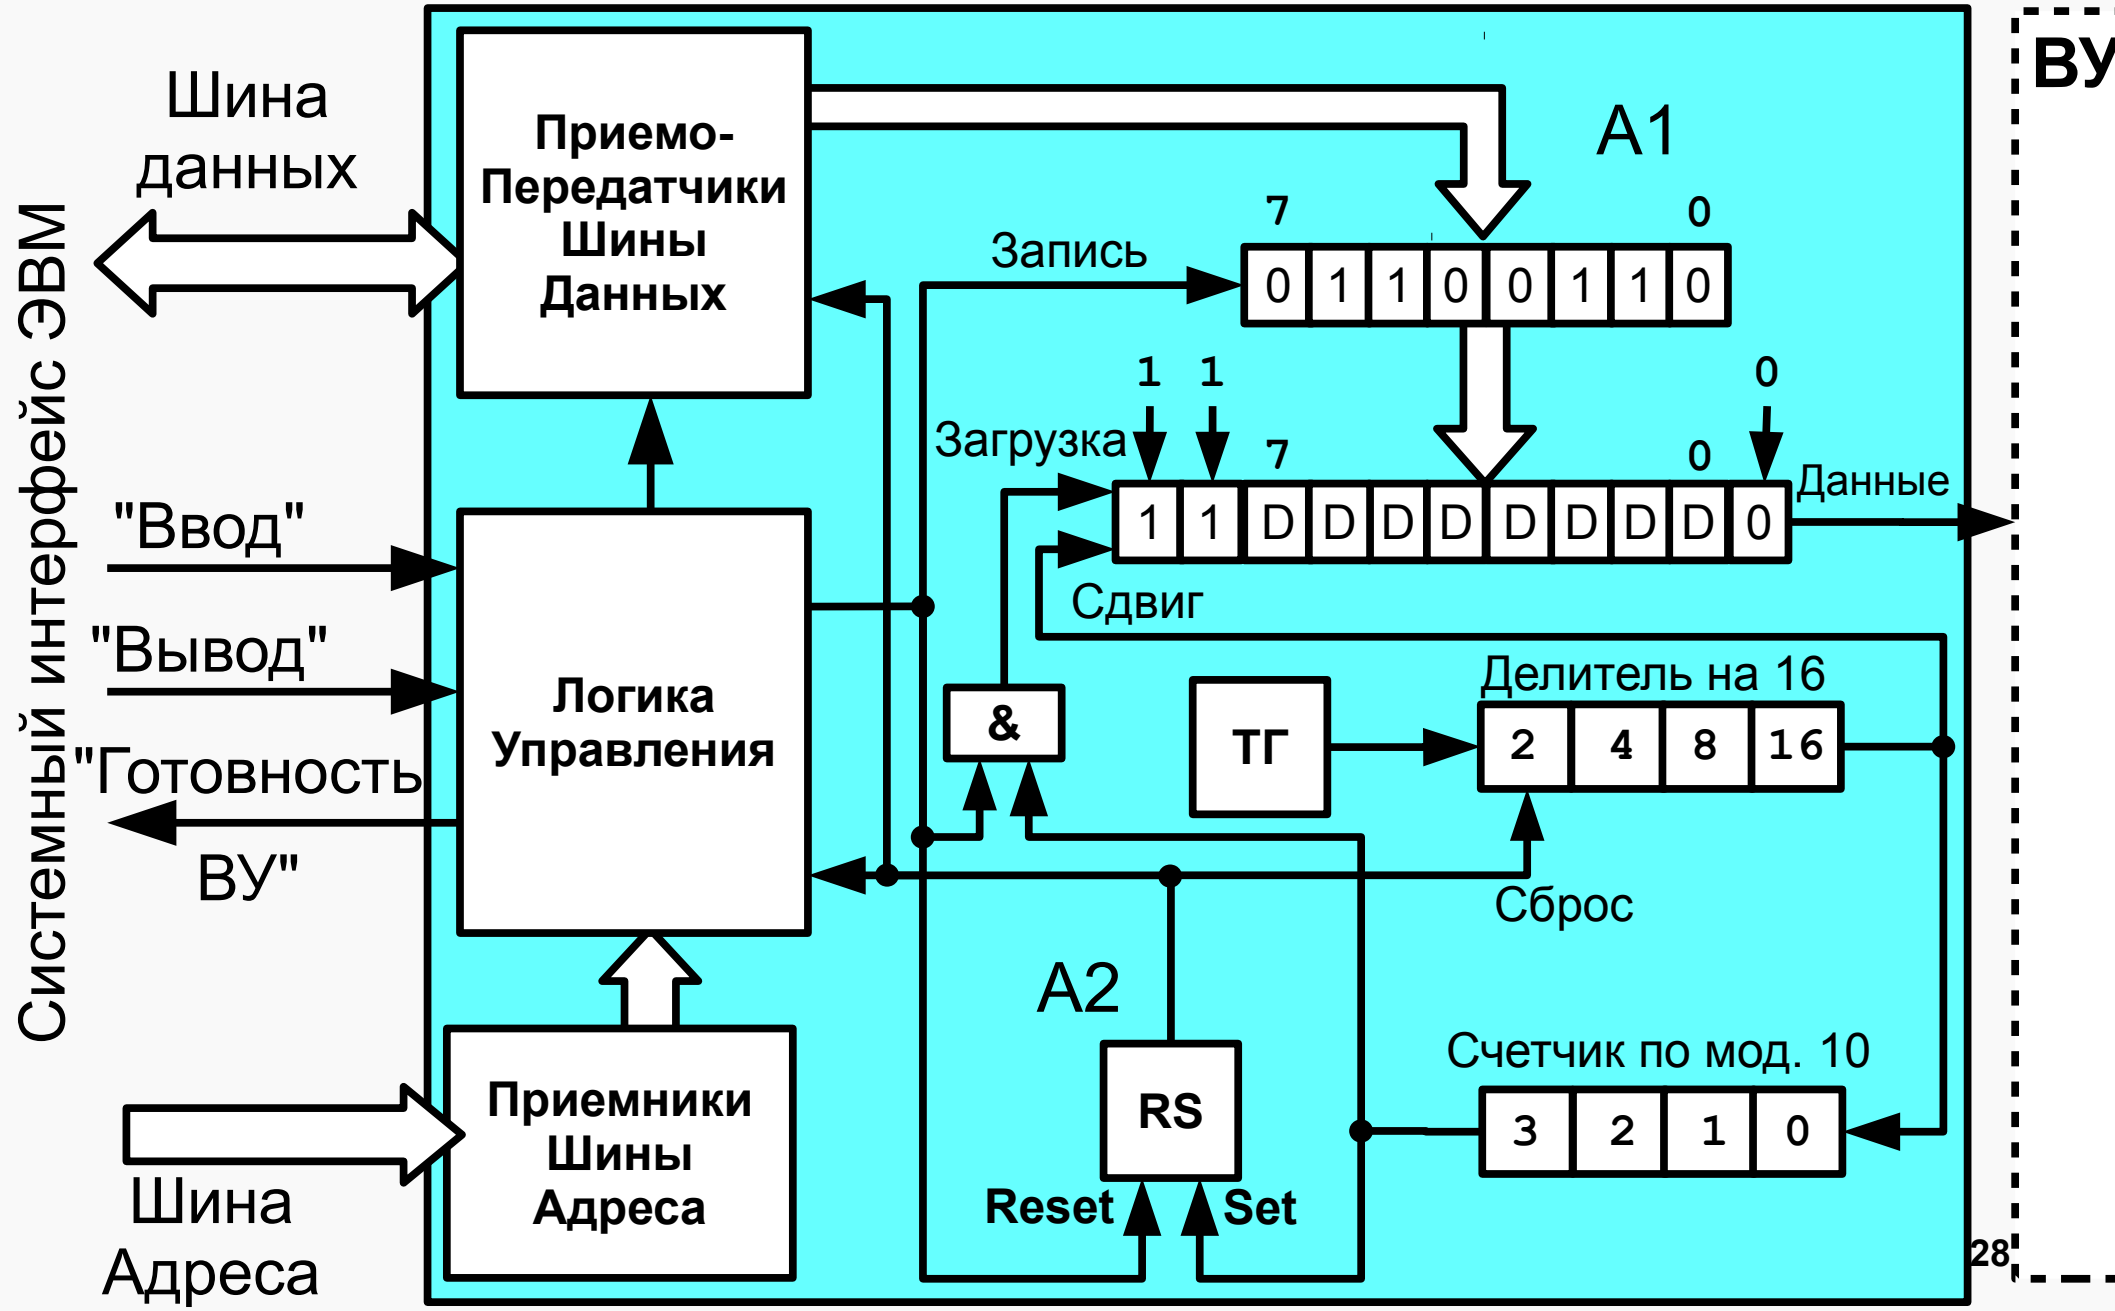 Системный интерфейс ЭВМ
Шина
данных
"Ввод"
"Вывод"
"Готовность
ВУ"
Шина
Адреса
Приемо-
Передатчики
Шины
Данных
Логика
Управления
Приемники
Шины
Адреса
A1
7 0
Запись
0 1 1 0 0 1 1 0
1 1 0
Загрузка
7 0
1 1 D D D D D D D D 0
Данные
Сдвиг
&
ТГ
Делитель на 16
2 4 8 16
Сброс
A2
RS
Reset
Set
Счетчик по мод. 10
3 2 1 0
ВУ
28